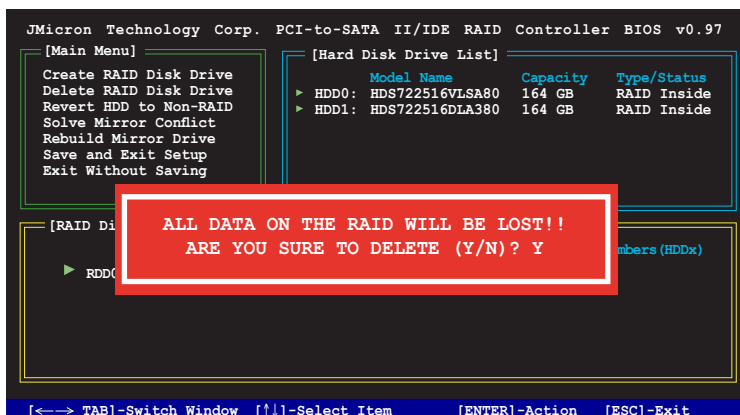 JMicron Technology Corp. PCI-to-SATA II/IDE RAID Controller BIOS v0.97
[Main Menu]
Create RAID Disk Drive
Delete RAID Disk Drive
Revert HDD to Non-RAID
Solve Mirror Conflict
Rebuild Mirror Drive
Save and Exit Setup
Exit Without Saving
[Hard Disk Drive List]
Model Name Capacity Type/Status
▶ HDD0: HDS722516VLSA80 164 GB RAID Inside
▶ HDD1: HDS722516DLA380 164 GB RAID Inside
[RAID Di
mbers(HDDx)
▶ RDD0
ALL DATA ON THE RAID WILL BE LOST!!
ARE YOU SURE TO DELETE (Y/N)? Y
[←—→ TAB]-Switch Window [↑↓]-Select Item [ENTER]-Action [ESC]-Exit